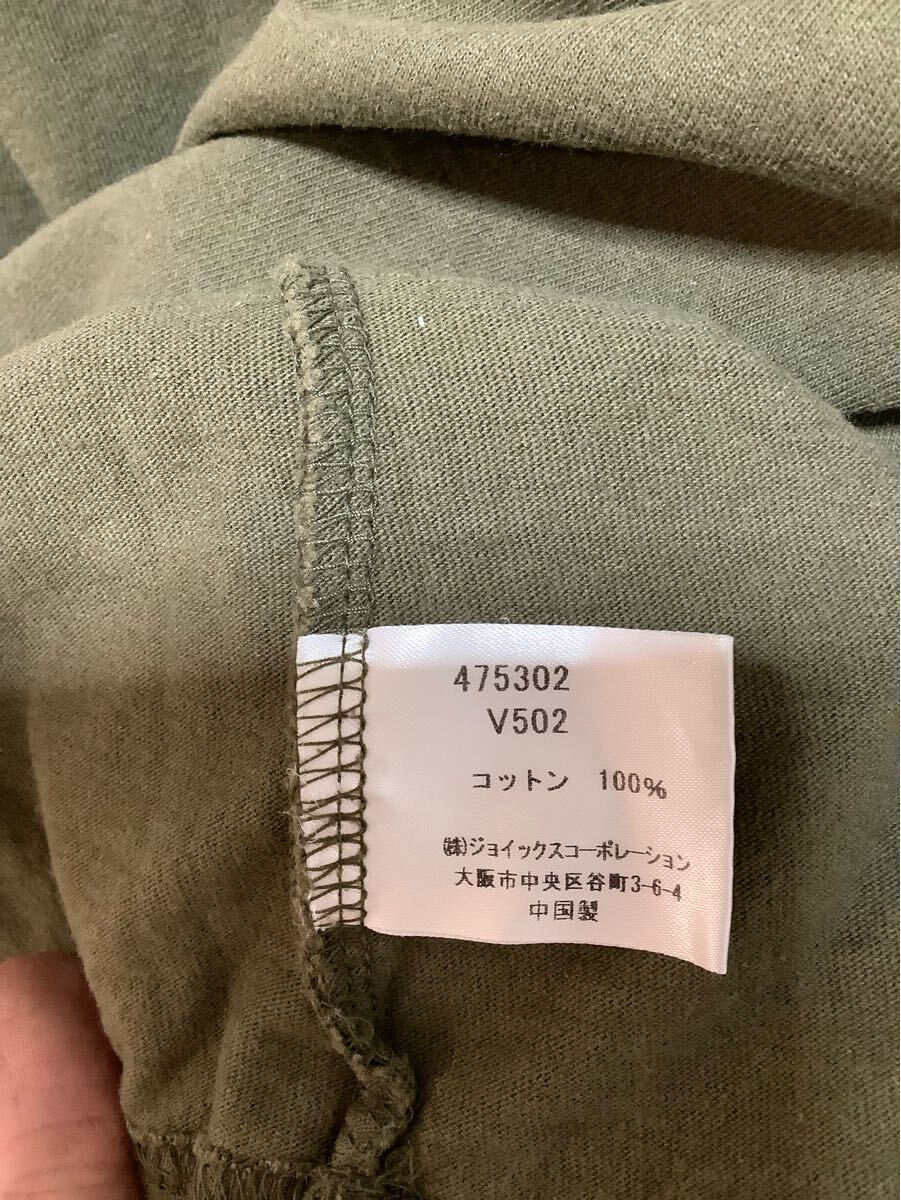 475302
V502
コットン 100%
㈱ジョイックスコーポレーション
大阪市中央区谷町3-6-4
中国製